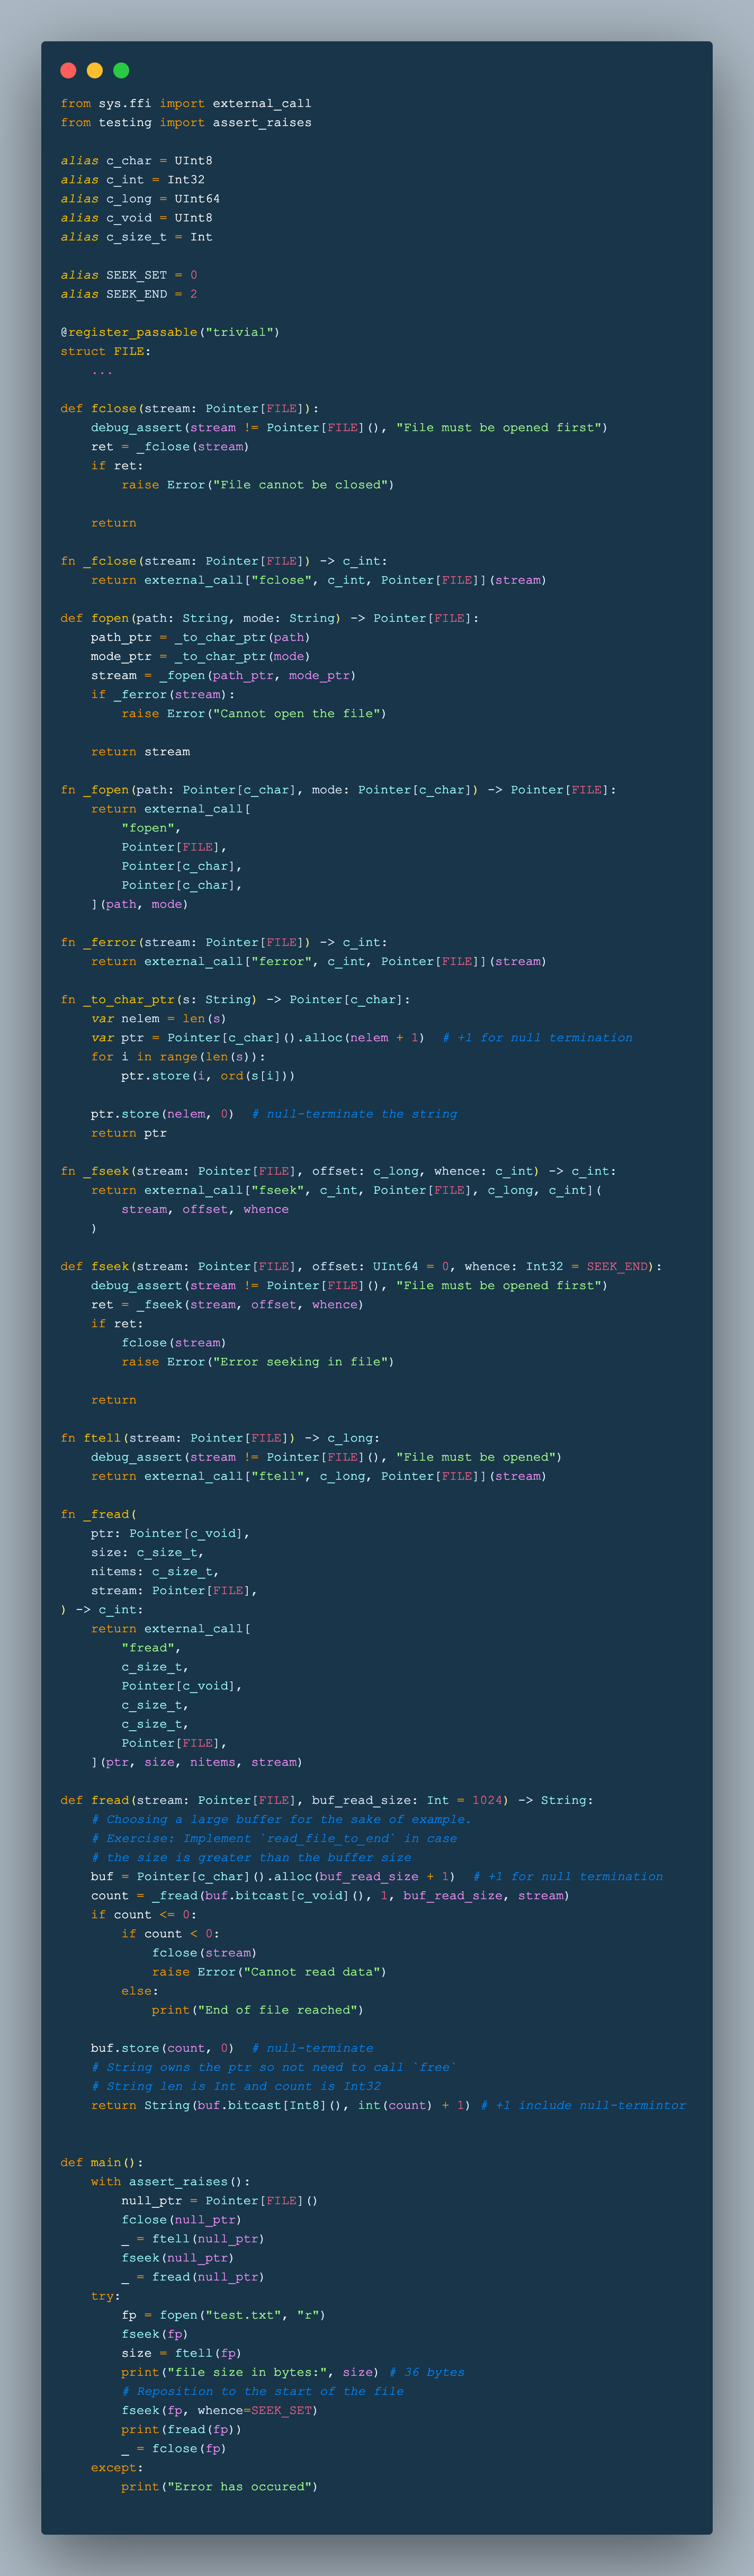 from sys.ffi import external_call
from testing import assert_raises

alias c_char = UInt8
alias c_int = Int32
alias c_long = UInt64
alias c_void = UInt8
alias c_size_t = Int

alias SEEK_SET = 0
alias SEEK_END = 2

@register_passable("trivial")
struct FILE:
    ...

def fclose(stream: Pointer[FILE]):
    debug_assert(stream != Pointer[FILE](), "File must be opened first")
    ret = _fclose(stream)
    if ret:
        raise Error("File cannot be closed")

    return

fn _fclose(stream: Pointer[FILE]) -> c_int:
    return external_call["fclose", c_int, Pointer[FILE]](stream)

def fopen(path: String, mode: String) -> Pointer[FILE]:
    path_ptr = _to_char_ptr(path)
    mode_ptr = _to_char_ptr(mode)
    stream = _fopen(path_ptr, mode_ptr)
    if _ferror(stream):
        raise Error("Cannot open the file")

    return stream

fn _fopen(path: Pointer[c_char], mode: Pointer[c_char]) -> Pointer[FILE]:
    return external_call[
        "fopen",
        Pointer[FILE],
        Pointer[c_char],
        Pointer[c_char],
    ](path, mode)

fn _ferror(stream: Pointer[FILE]) -> c_int:
    return external_call["ferror", c_int, Pointer[FILE]](stream)

fn _to_char_ptr(s: String) -> Pointer[c_char]:
    var nelem = len(s)
    var ptr = Pointer[c_char]().alloc(nelem + 1)  # +1 for null termination
    for i in range(len(s)):
        ptr.store(i, ord(s[i]))

    ptr.store(nelem, 0)  # null-terminate the string
    return ptr

fn _fseek(stream: Pointer[FILE], offset: c_long, whence: c_int) -> c_int:
    return external_call["fseek", c_int, Pointer[FILE], c_long, c_int](
        stream, offset, whence
    )

def fseek(stream: Pointer[FILE], offset: UInt64 = 0, whence: Int32 = SEEK_END):
    debug_assert(stream != Pointer[FILE](), "File must be opened first")
    ret = _fseek(stream, offset, whence)
    if ret:
        fclose(stream)
        raise Error("Error seeking in file")

    return

fn ftell(stream: Pointer[FILE]) -> c_long:
    debug_assert(stream != Pointer[FILE](), "File must be opened")
    return external_call["ftell", c_long, Pointer[FILE]](stream)

fn _fread(
    ptr: Pointer[c_void],
    size: c_size_t,
    nitems: c_size_t,
    stream: Pointer[FILE],
) -> c_int:
    return external_call[
        "fread",
        c_size_t,
        Pointer[c_void],
        c_size_t,
        c_size_t,
        Pointer[FILE],
    ](ptr, size, nitems, stream)

def fread(stream: Pointer[FILE], buf_read_size: Int = 1024) -> String:
    # Choosing a large buffer for the sake of example.
    # Exercise: Implement `read_file_to_end` in case
    # the size is greater than the buffer size
    buf = Pointer[c_char]().alloc(buf_read_size + 1)  # +1 for null termination
    count = _fread(buf.bitcast[c_void](), 1, buf_read_size, stream)
    if count <= 0:
        if count < 0:
            fclose(stream)
            raise Error("Cannot read data")
        else:
            print("End of file reached")

    buf.store(count, 0)  # null-terminate
    # String owns the ptr so not need to call `free`
    # String len is Int and count is Int32
    return String(buf.bitcast[Int8](), int(count) + 1) # +1 include null-termintor


def main():
    with assert_raises():
        null_ptr = Pointer[FILE]()
        fclose(null_ptr)
        _ = ftell(null_ptr)
        fseek(null_ptr)
        _ = fread(null_ptr)
    try:
        fp = fopen("test.txt", "r")
        fseek(fp)
        size = ftell(fp)
        print("file size in bytes:", size) # 36 bytes
        # Reposition to the start of the file
        fseek(fp, whence=SEEK_SET)
        print(fread(fp))
        _ = fclose(fp)
    except:
        print("Error has occured")